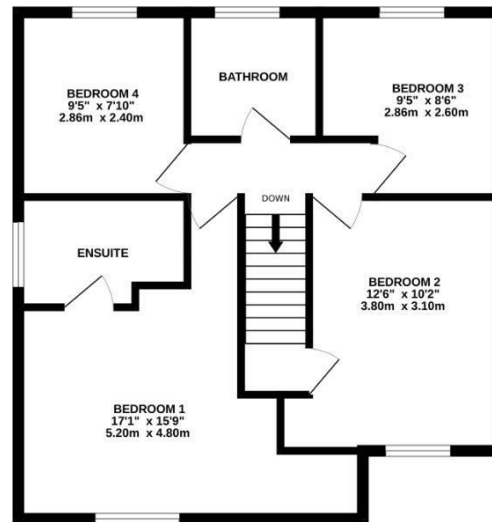 BEDROOM 4
9'5" x 7'10"
2.86m x 2.40m
BATHROOM
BEDROOM 3
9'5" x 8'6"
2.86m x 2.60m
DOWN
ENSUITE
BEDROOM 2
12'6" x 10'2"
3.80m x 3.10m
BEDROOM 1
17'1" x 15'9"
5.20m x 4.80m